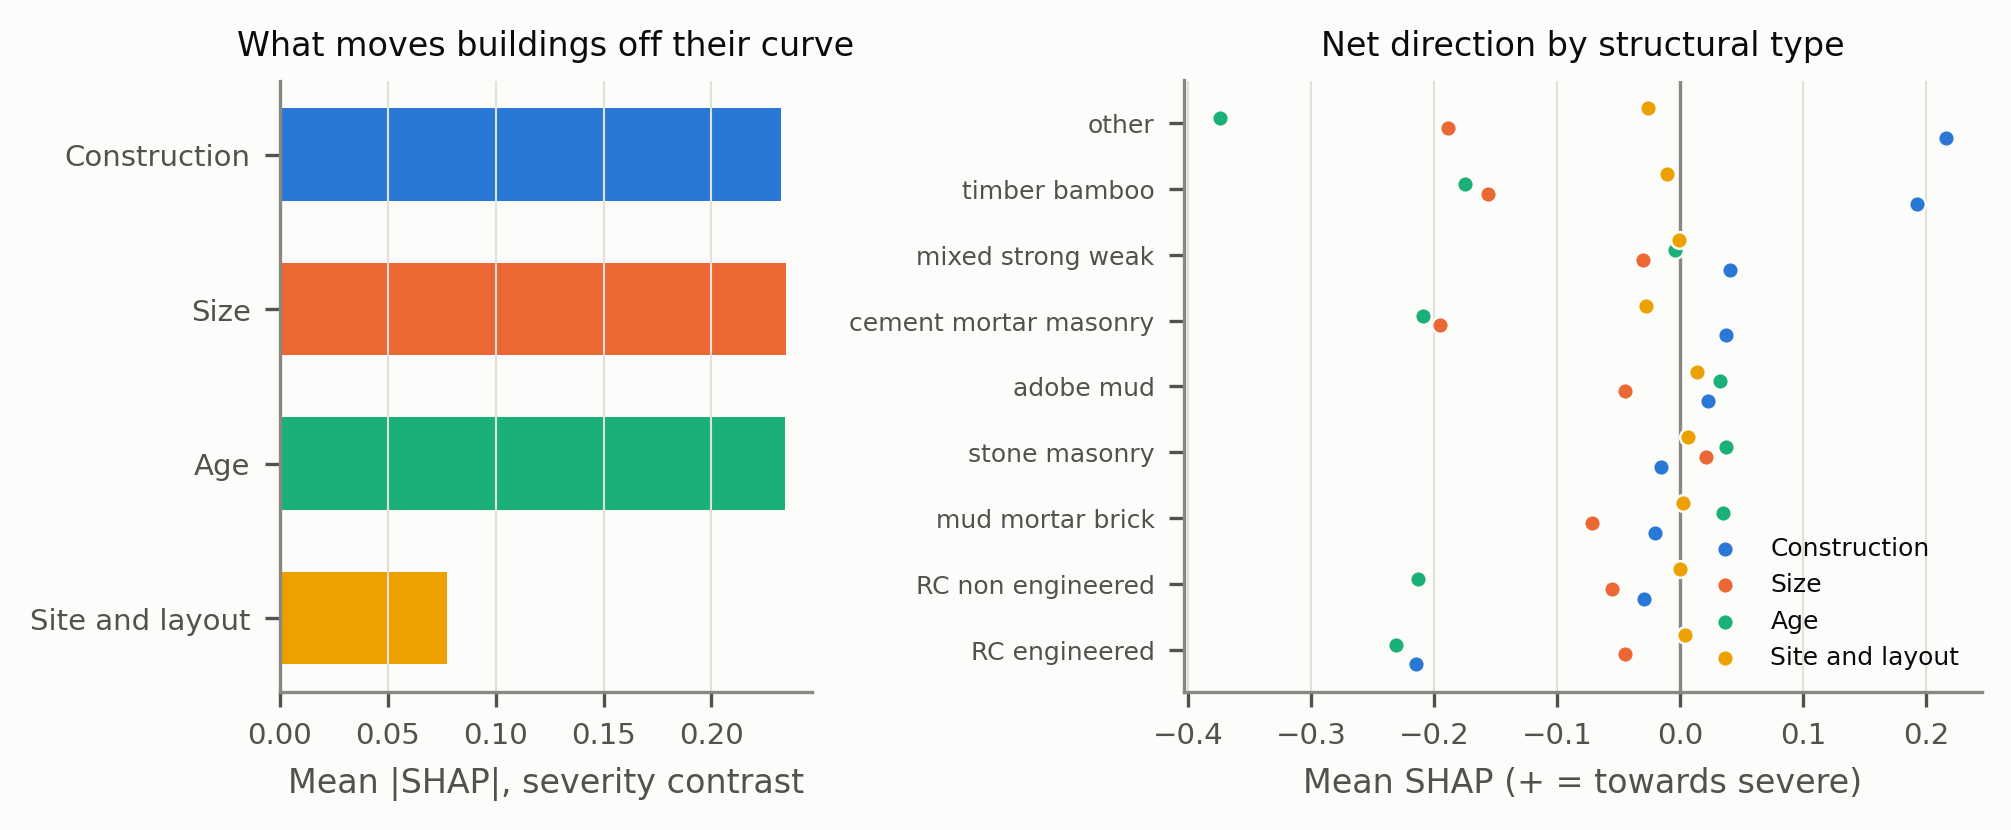 What moves buildings off their curve
Construction
Size
Age
Site and layout
0.00 0.05 0.10 0.15 0.20
Mean |SHAP|, severity contrast
Net direction by structural type
other
timber bamboo
mixed strong weak
cement mortar masonry
adobe mud
stone masonry
mud mortar brick
RC non engineered
RC engineered
Construction
Size
Age
Site and layout
−0.4 −0.3 −0.2 −0.1 0.0 0.1 0.2
Mean SHAP (+ = towards severe)